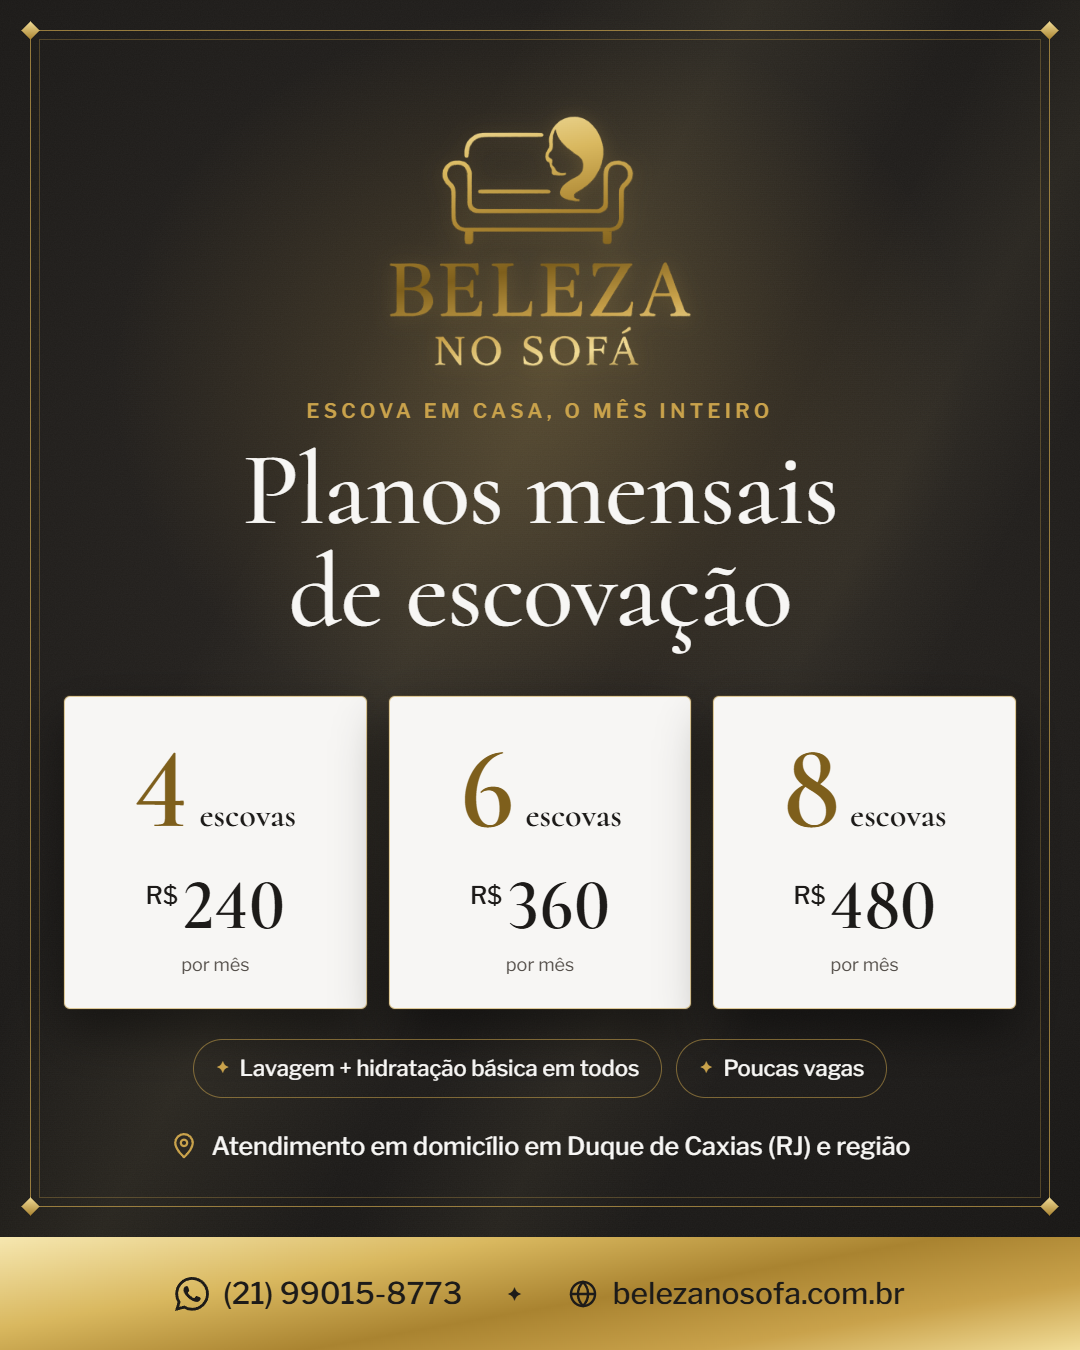 BELEZA
NO SOFÁ
ESCOVA EM CASA, O MÊS INTEIRO
Planos mensais
de escovação
4 escovas
R$ 240
por mês
6 escovas
R$ 360
por mês
8 escovas
R$ 480
por mês
Lavagem + hidratação básica em todos
Poucas vagas
Atendimento em domicílio em Duque de Caxias (RJ) e região
(21) 99015-8773
belezanosofa.com.br